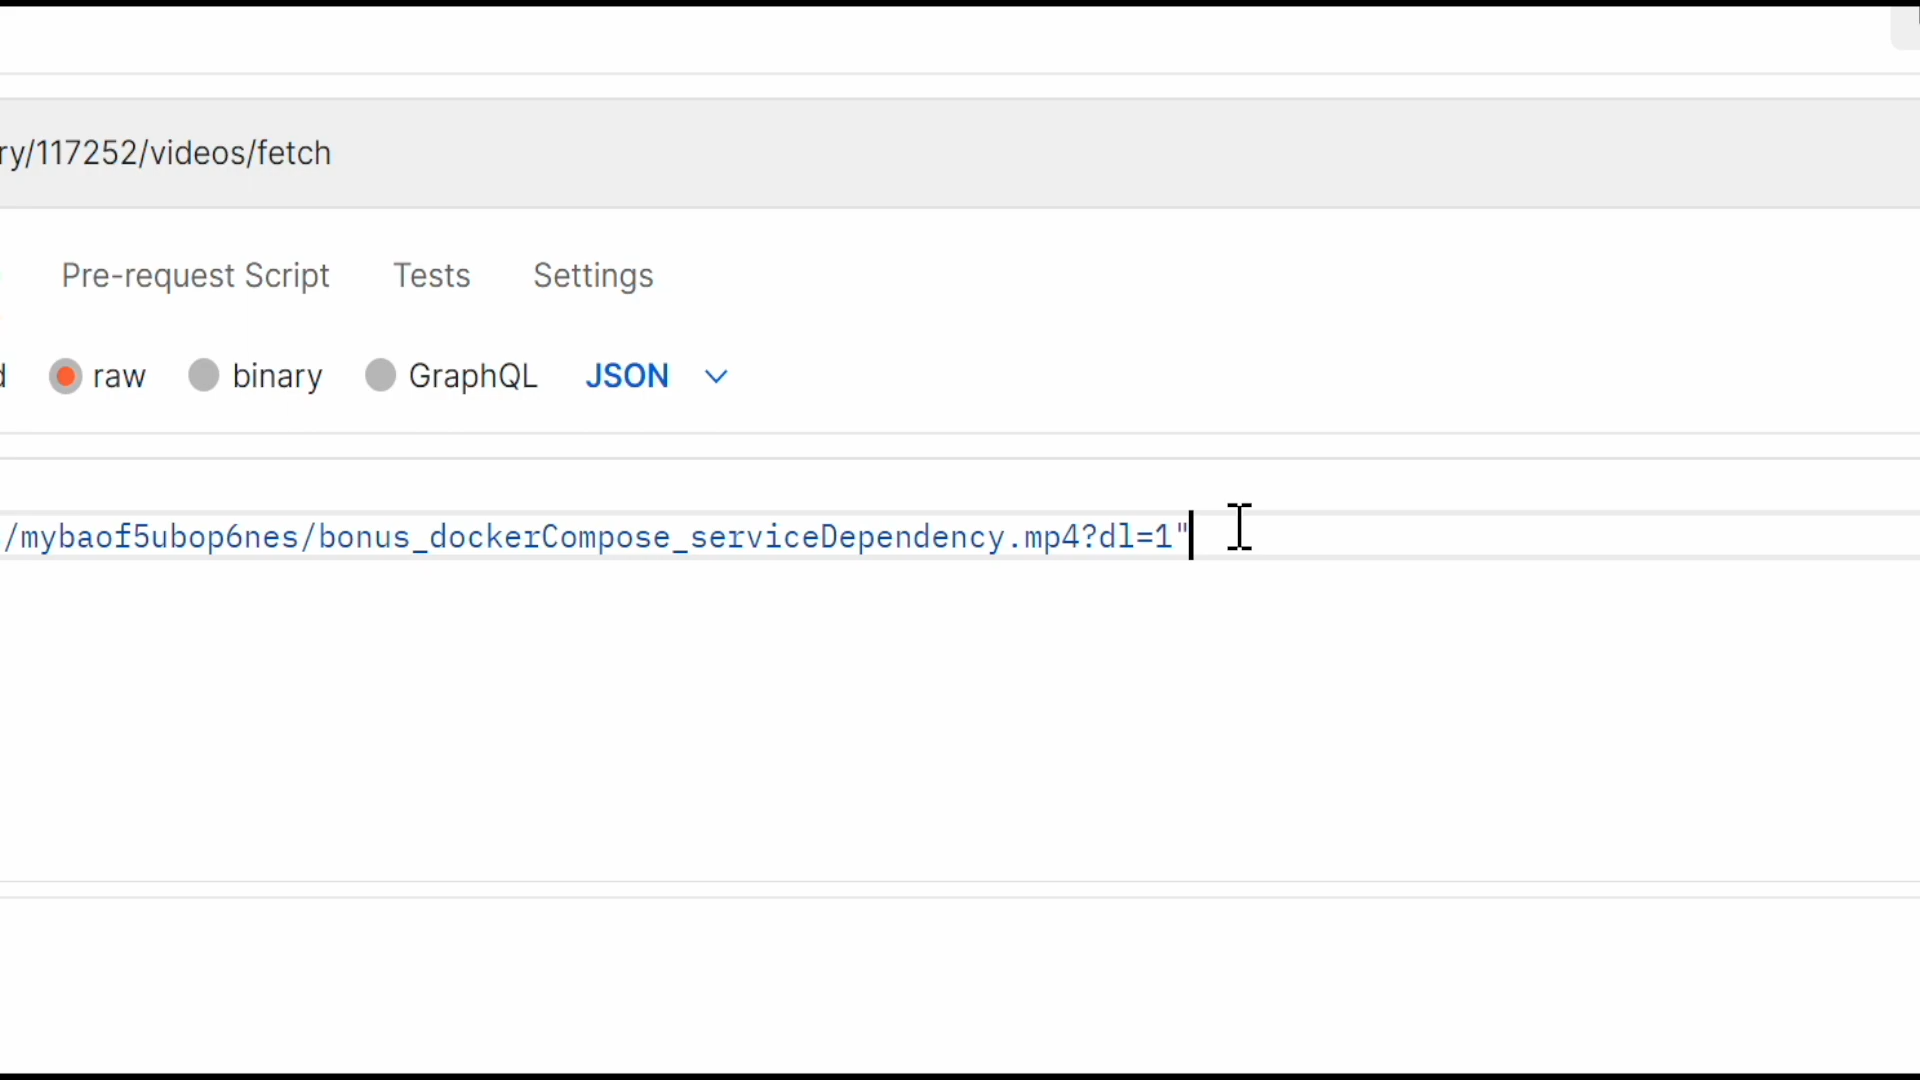 ry/117252/videos/fetch
Pre-request Script Tests Settings
raw binary GraphQL JSON
/mybaof5ubop6nes/bonus_dockerCompose_serviceDependency.mp4?dl=1"